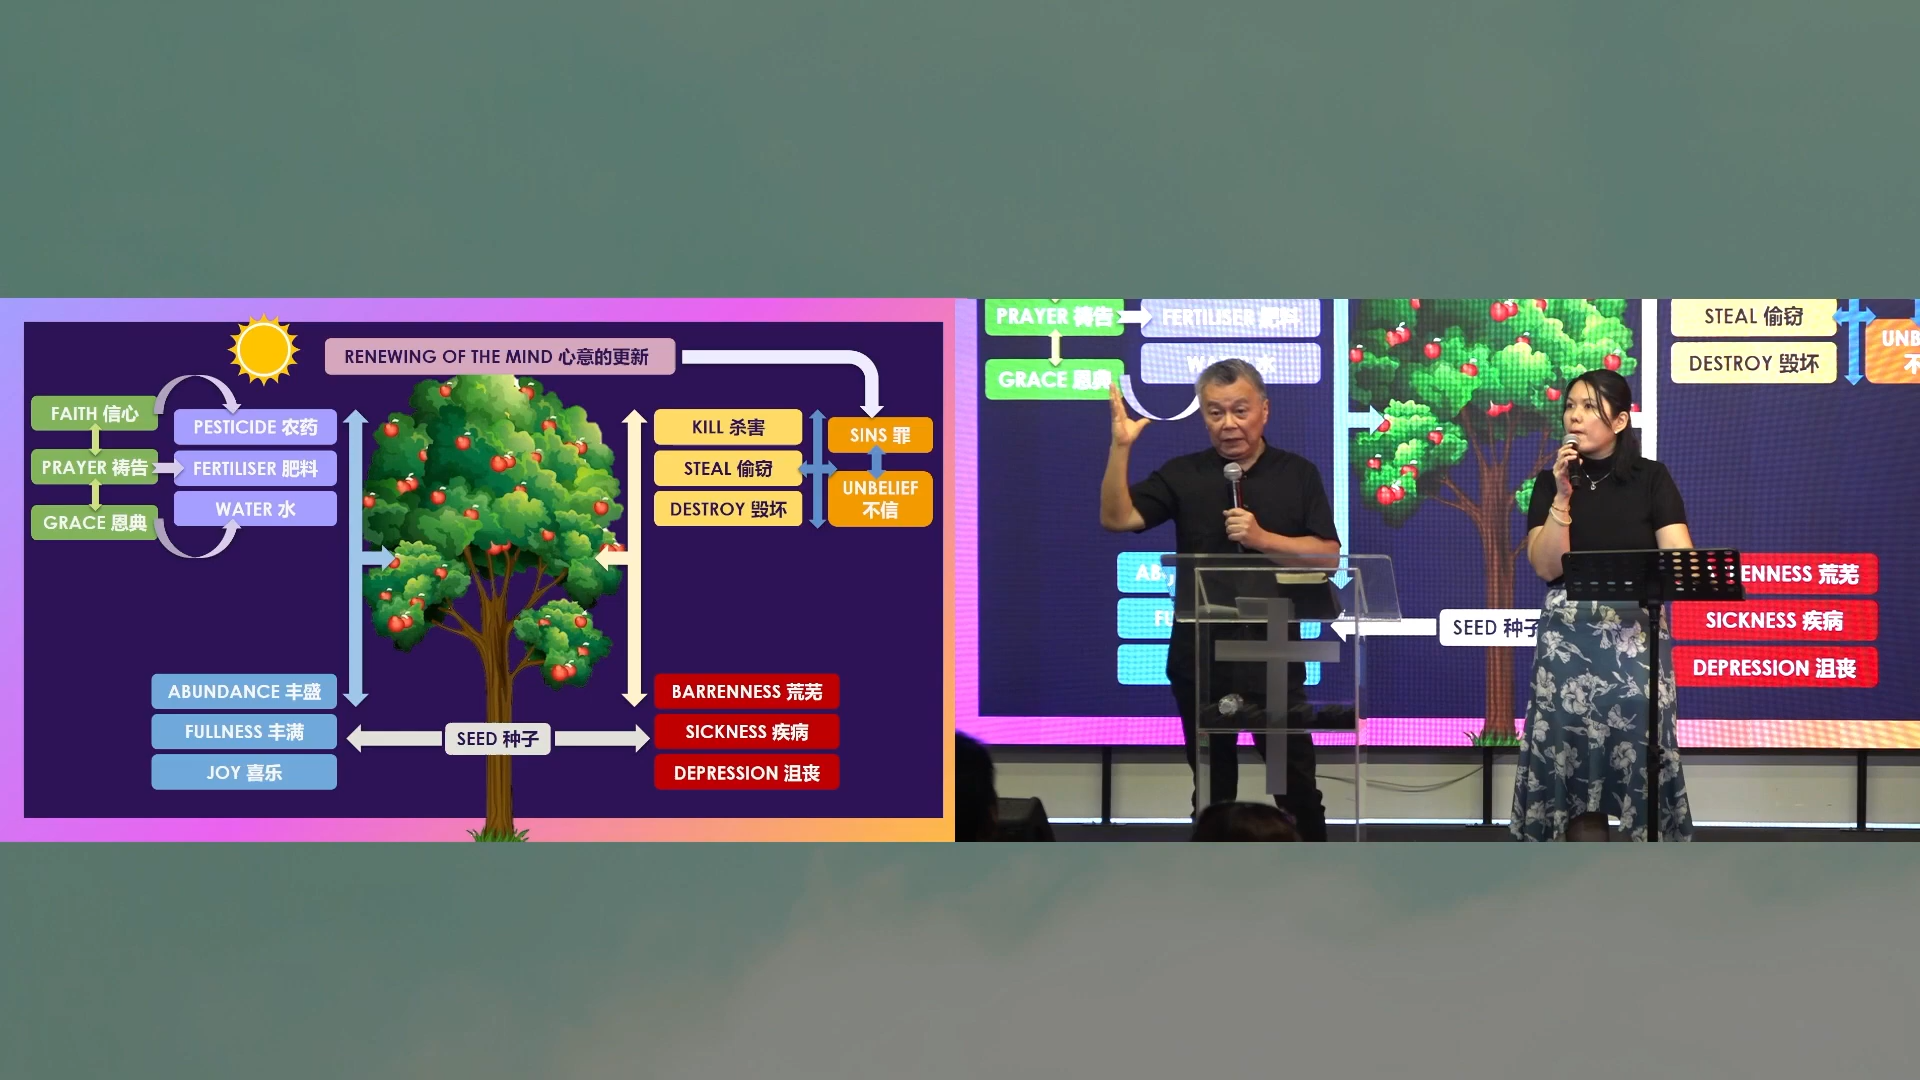 RENEWING OF THE MIND 心意的更新
FAITH 信心
PRAYER 祷告
GRACE 恩典
PESTICIDE 农药
FERTILISER 肥料
WATER 水
KILL 杀害
STEAL 偷窃
DESTROY 毁坏
SINS 罪
UNBELIEF
不信
ABUNDANCE 丰盛
FULLNESS 丰满
JOY 喜乐
SEED 种子
BARRENNESS 荒芜
SICKNESS 疾病
DEPRESSION 沮丧
PRAYER 祷告
FERTILISER 肥料
GRACE 恩典
STEAL 偷窃
DESTROY 毁坏
UNB
不
AB
FU
SEED 种子
ENNESS 荒芜
SICKNESS 疾病
DEPRESSION 沮丧